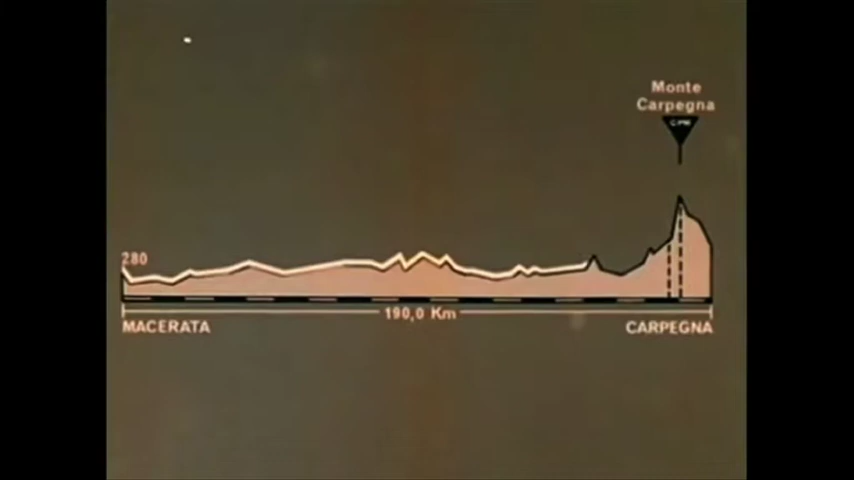 Monte
Carpegna
280
190,0 Km
MACERATA
CARPEGNA